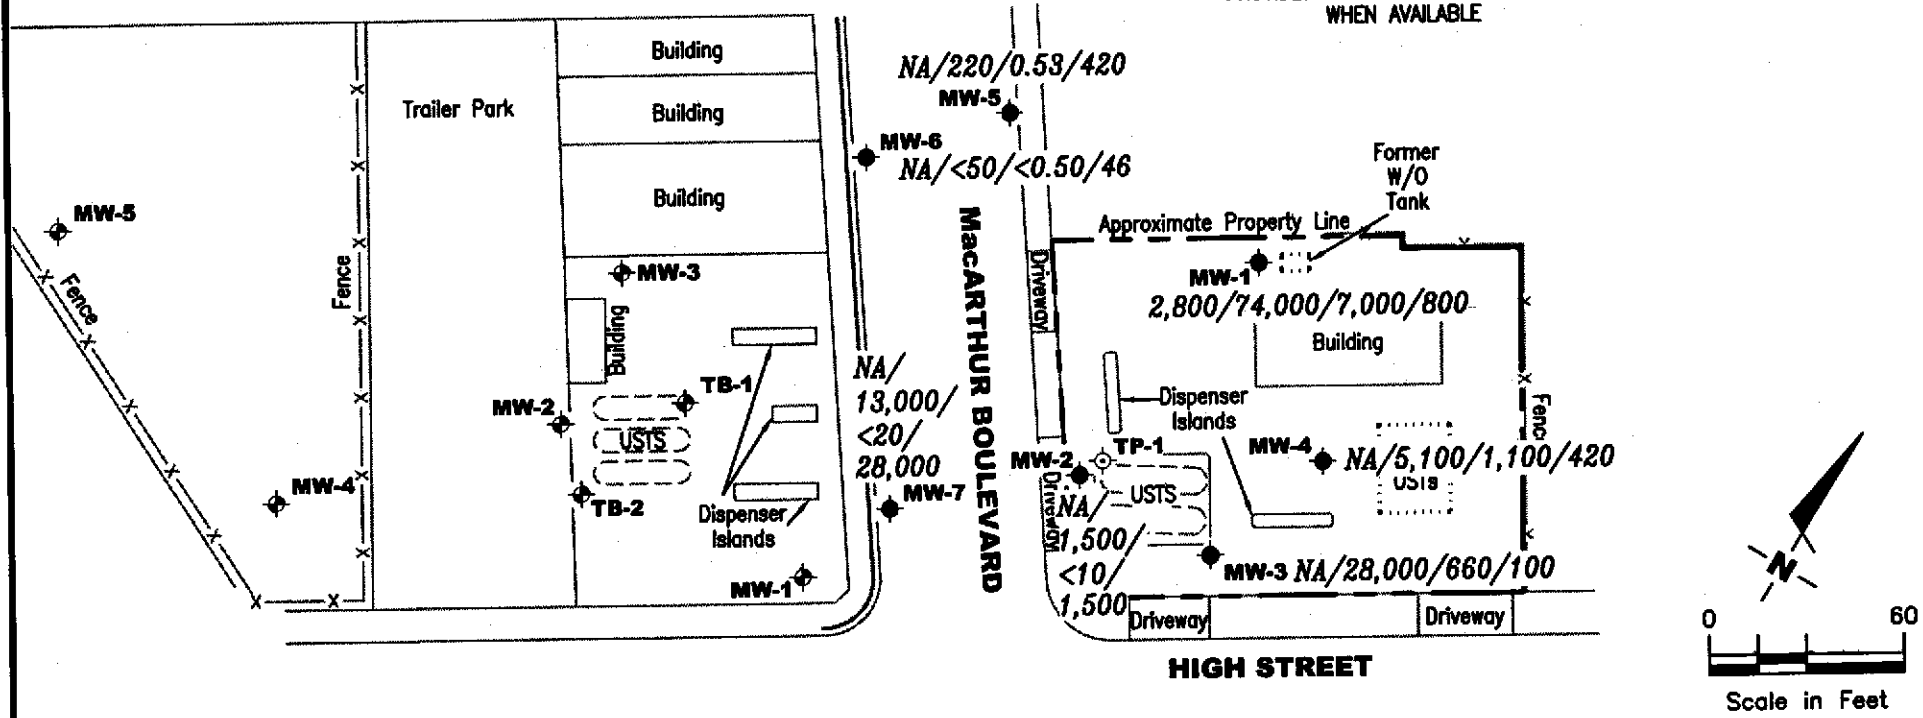 WHEN AVAILABLE
Building
NA/220/0.53/420
Trailer Park
MW-5
Building
MW-6
NA/<50/<0.50/46
Former
W/O
Tank
Building
MW-5
Approximate Property Line
Fence
Fence
MW-3
MacARTHUR BOULEVARD
Driveway
MW-1
2,800/74,000/7,000/800
Building
Building
TB-1
NA/
13,000/
<20/
28,000
MW-2
USTS
Dispenser
Islands
TP-1
MW-4
NA/5,100/1,100/420
USTs
MW-2
USTS
Driveway
NA/
1,500/
<10/
1,500
MW-4
TB-2
Dispenser
Islands
MW-7
MW-1
MW-3 NA/28,000/660/100
Driveway
Driveway
HIGH STREET
N
0 60
Scale in Feet